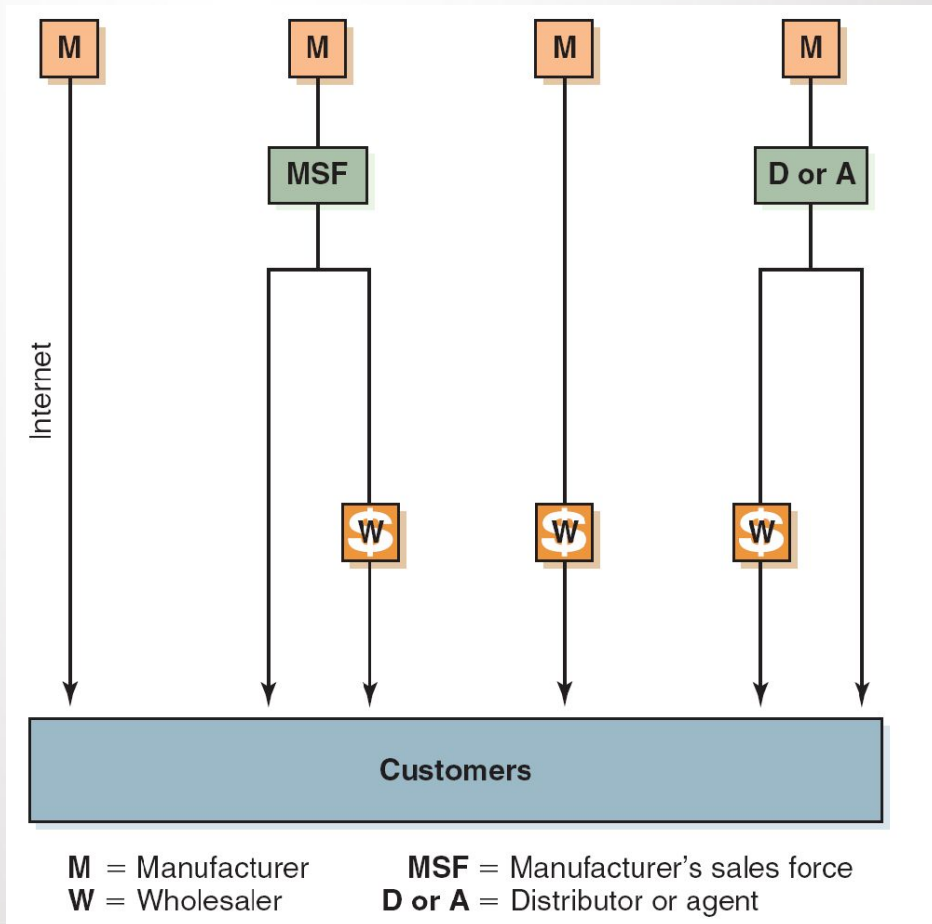 M M M M
MSF D or A
Internet
W W W
Customers
M = Manufacturer MSF = Manufacturer’s sales force
W = Wholesaler D or A = Distributor or agent